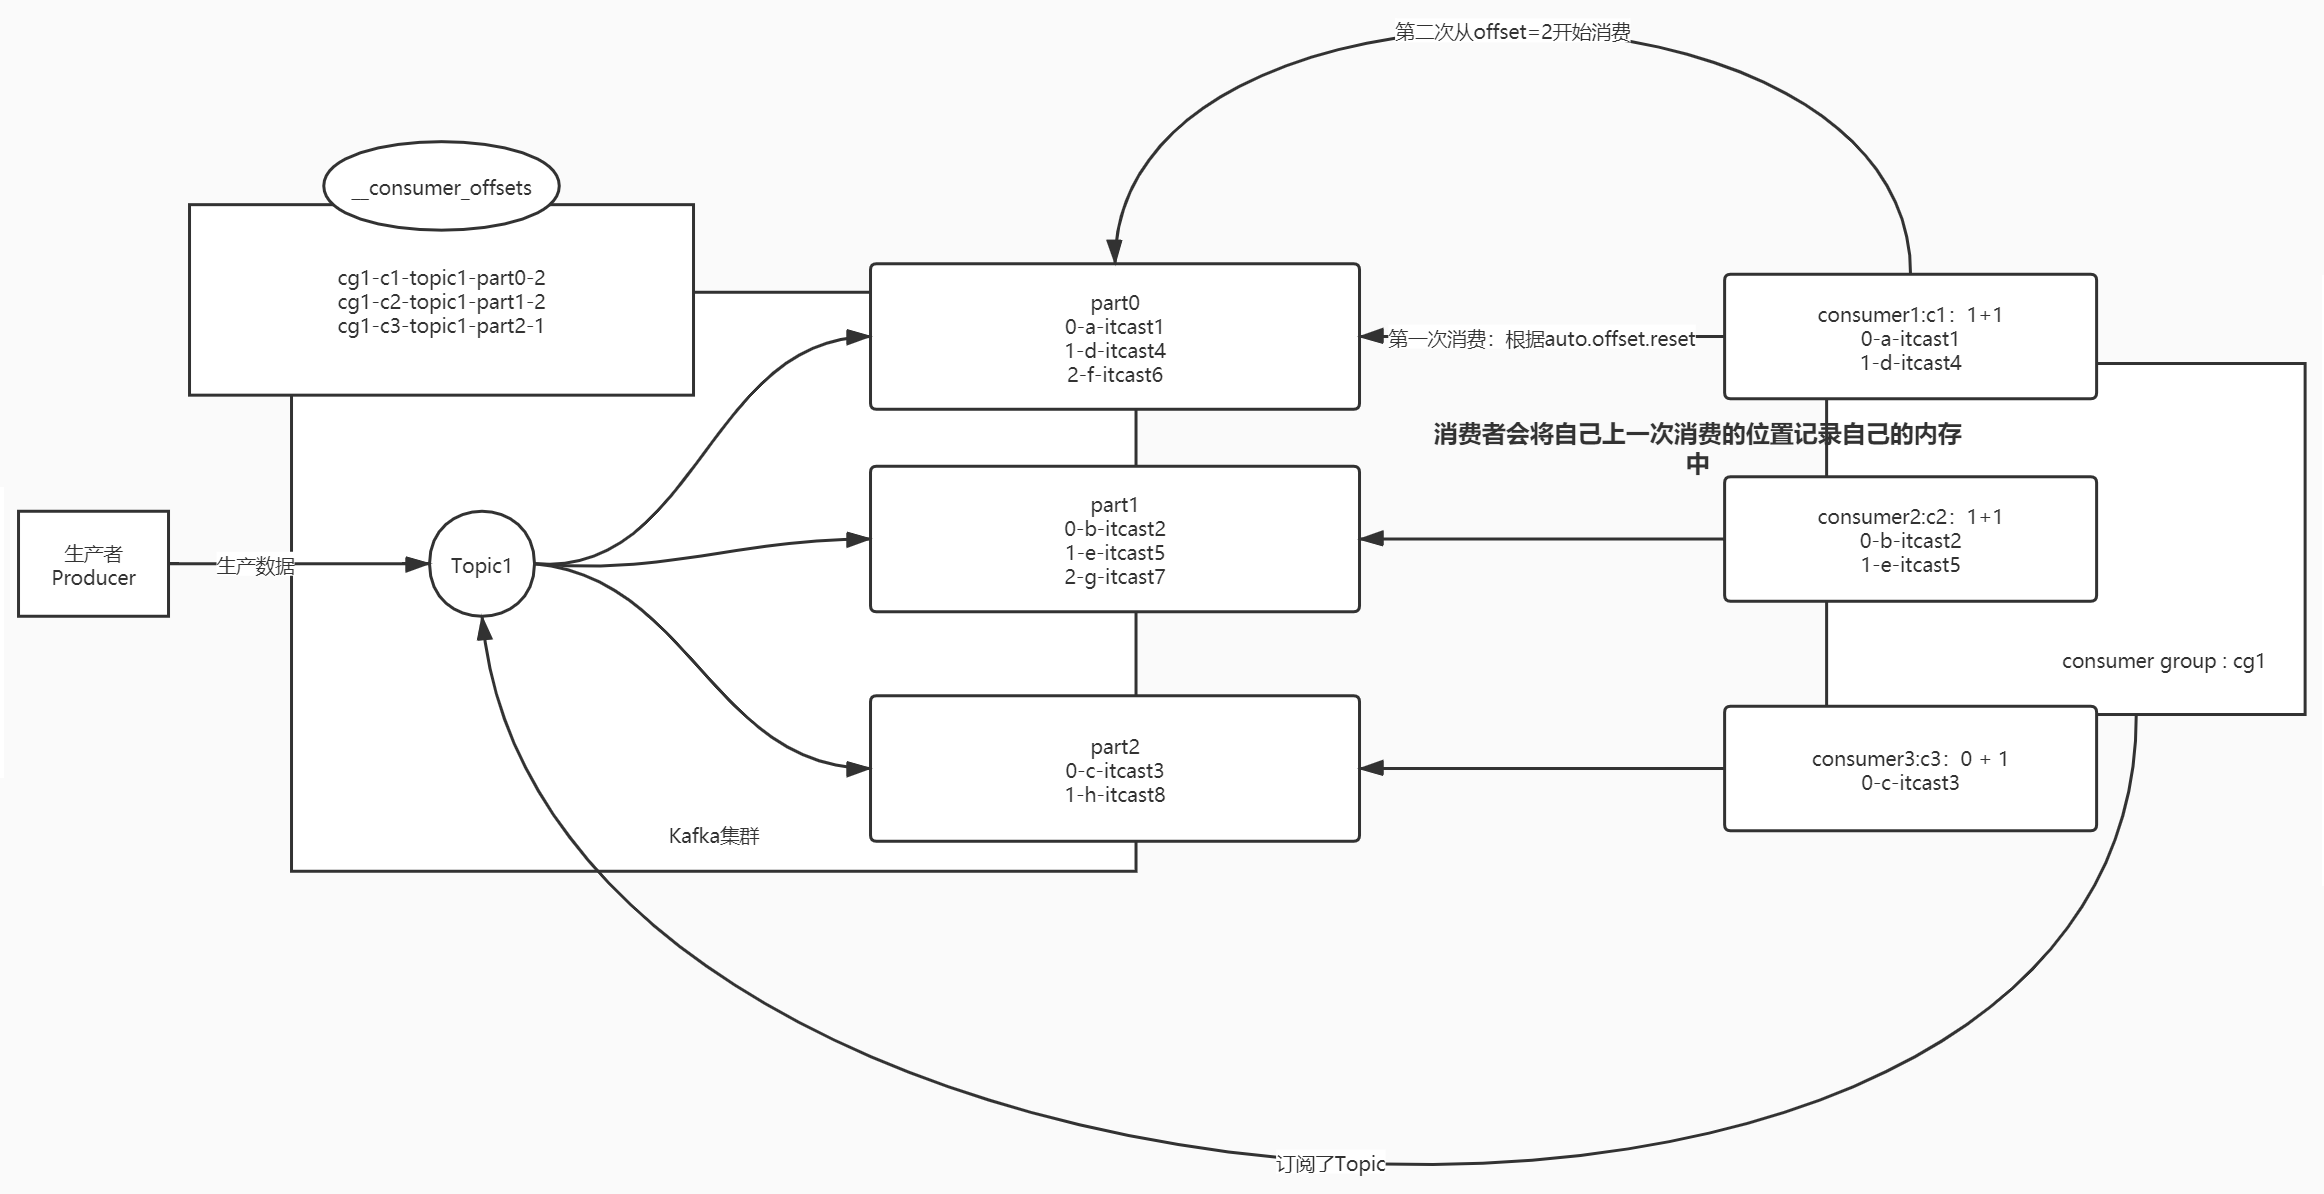 第二次从offset=2开始消费
__consumer_offsets
cg1-c1-topic1-part0-2
cg1-c2-topic1-part1-2
cg1-c3-topic1-part2-1
part0
0-a-itcast1
1-d-itcast4
2-f-itcast6
第一次消费：根据auto.offset.reset
consumer1:c1：1+1
0-a-itcast1
1-d-itcast4
消费者会将自己上一次消费的位置记录自己的内存
中
生产者
Producer
生产数据
Topic1
part1
0-b-itcast2
1-e-itcast5
2-g-itcast7
consumer2:c2：1+1
0-b-itcast2
1-e-itcast5
consumer group : cg1
part2
0-c-itcast3
1-h-itcast8
consumer3:c3：0 + 1
0-c-itcast3
Kafka集群
订阅了Topic